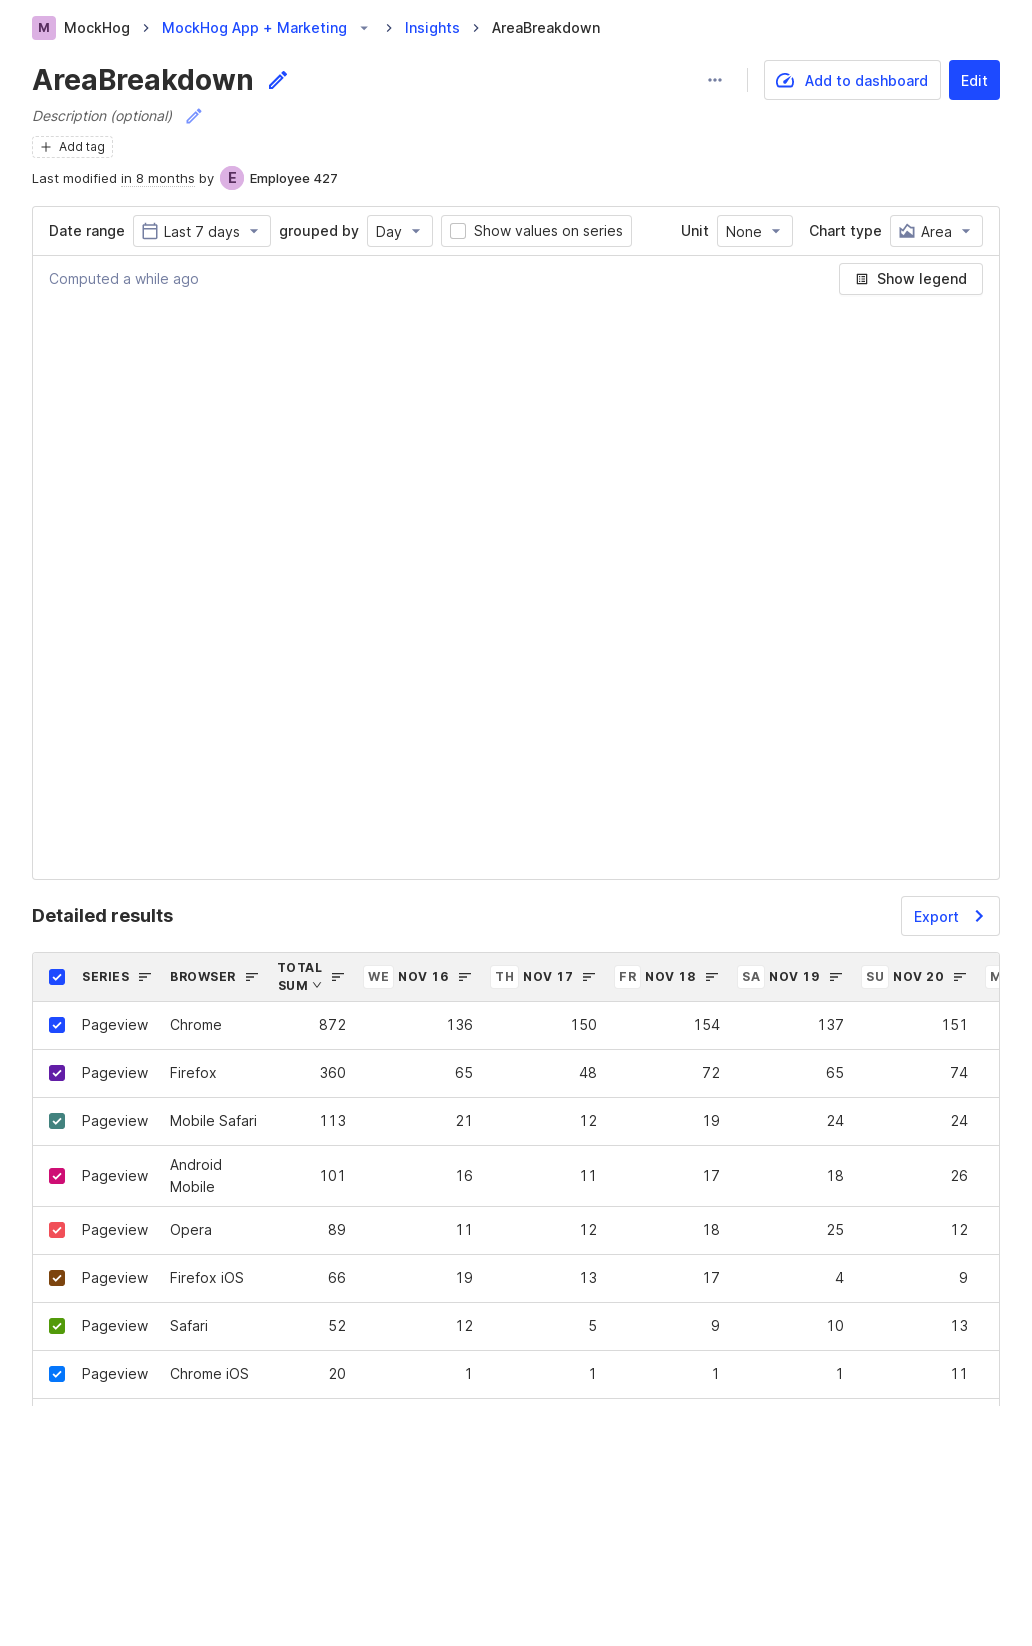 M MockHog MockHog App + Marketing Insights AreaBreakdown
AreaBreakdown Add to dashboard Edit
Description (optional)
Add tag
Last modified in 8 months by E Employee 427
Date range Last 7 days grouped by Day Show values on series Unit None Chart type Area
Computed a while ago Show legend
Detailed results Export
SERIES BROWSER TOTAL SUM WE NOV 16 TH NOV 17 FR NOV 18 SA NOV 19 SU NOV 20 M
Pageview Chrome 872 136 150 154 137 151
Pageview Firefox 360 65 48 72 65 74
Pageview Mobile Safari 113 21 12 19 24 24
Pageview Android Mobile 101 16 11 17 18 26
Pageview Opera 89 11 12 18 25 12
Pageview Firefox iOS 66 19 13 17 4 9
Pageview Safari 52 12 5 9 10 13
Pageview Chrome iOS 20 1 1 1 1 11